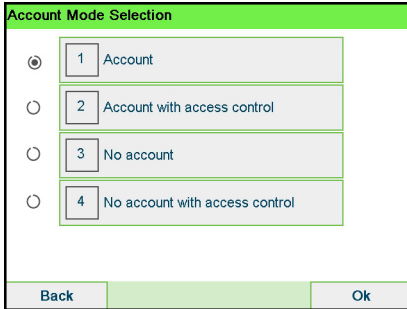 Account Mode Selection
1 Account
2 Account with access control
3 No account
4 No account with access control
Back Ok